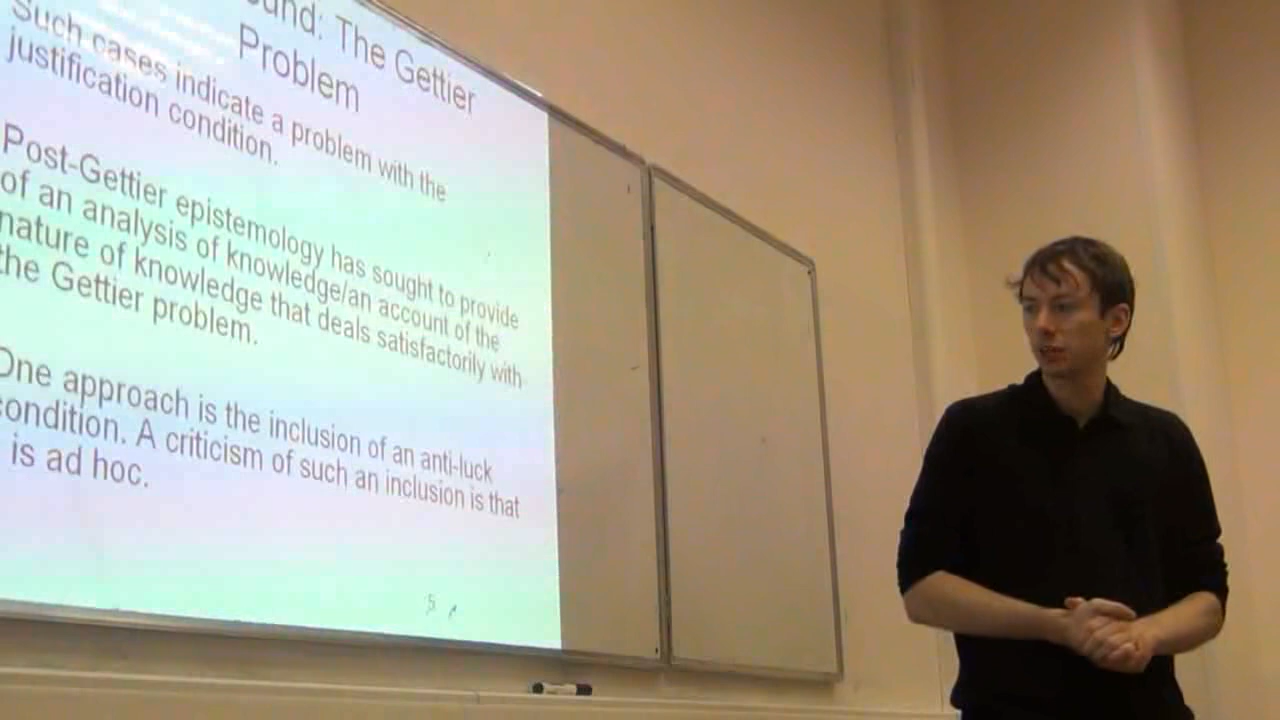 und: The Gettier
Problem
Such cases indicate a problem with the
justification condition.
Post-Gettier epistemology has sought to provide
of an analysis of knowledge/an account of the
nature of knowledge that deals satisfactorily with
the Gettier problem.
One approach is the inclusion of an anti-luck
condition. A criticism of such an inclusion is that
is ad hoc.
5